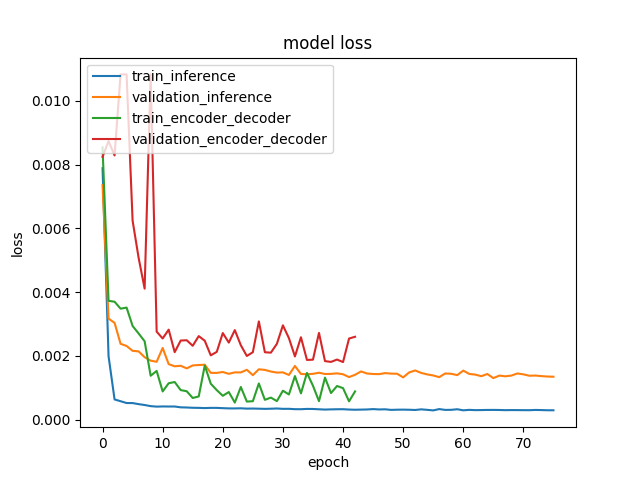 model loss
train_inference
validation_inference
train_encoder_decoder
validation_encoder_decoder
loss
0.010
0.008
0.006
0.004
0.002
0.000
0 10 20 30 40 50 60 70
epoch